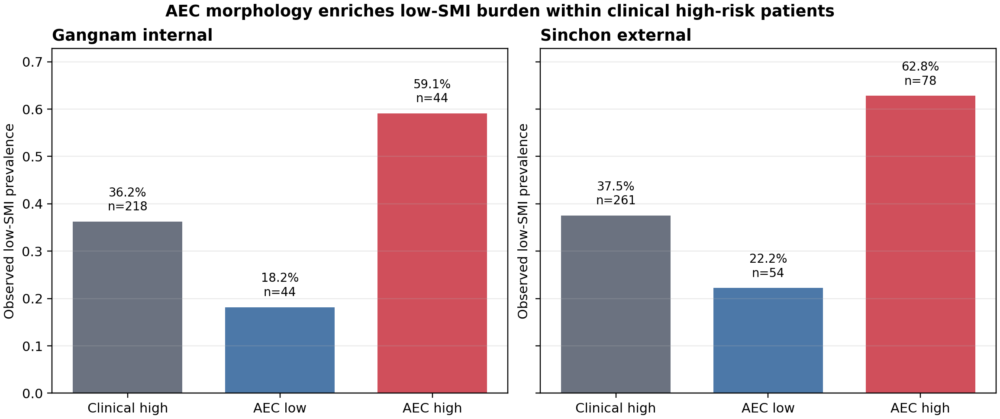 AEC morphology enriches low-SMI burden within clinical high-risk patients
Gangnam internal
Observed low-SMI prevalence
0.7
0.6
0.5
0.4
0.3
0.2
0.1
0.0
36.2%
n=218
18.2%
n=44
59.1%
n=44
Clinical high
AEC low
AEC high
Sinchon external
Observed low-SMI prevalence
37.5%
n=261
22.2%
n=54
62.8%
n=78
Clinical high
AEC low
AEC high